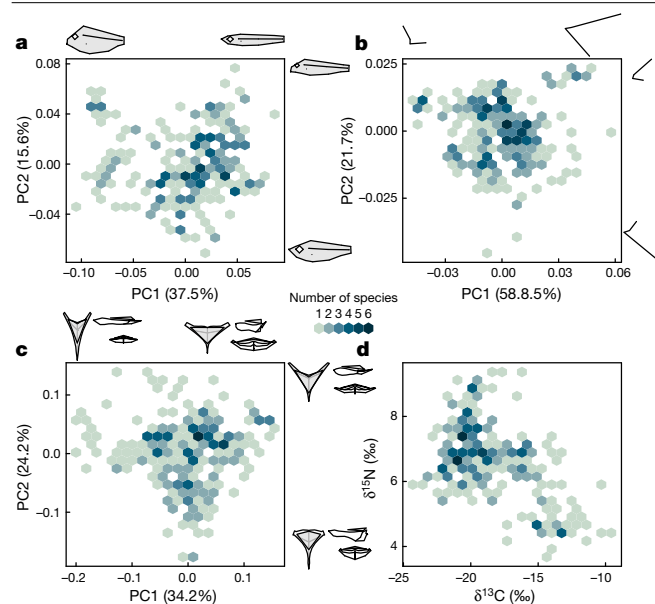 a
b
0.08
0.04
0.00
−0.04
PC2 (15.6%)
−0.10 −0.05 0.00 0.05
PC1 (37.5%)
0.025
0.000
−0.025
PC2 (21.7%)
−0.03 0.00 0.03 0.06
PC1 (58.8.5%)
Number of species
1 2 3 4 5 6
c
d
0.1
0.0
−0.1
PC2 (24.2%)
−0.2 −0.1 0.0 0.1
PC1 (34.2%)
8
6
4
δ15N (‰)
−25 −20 −15 −10
δ13C (‰)